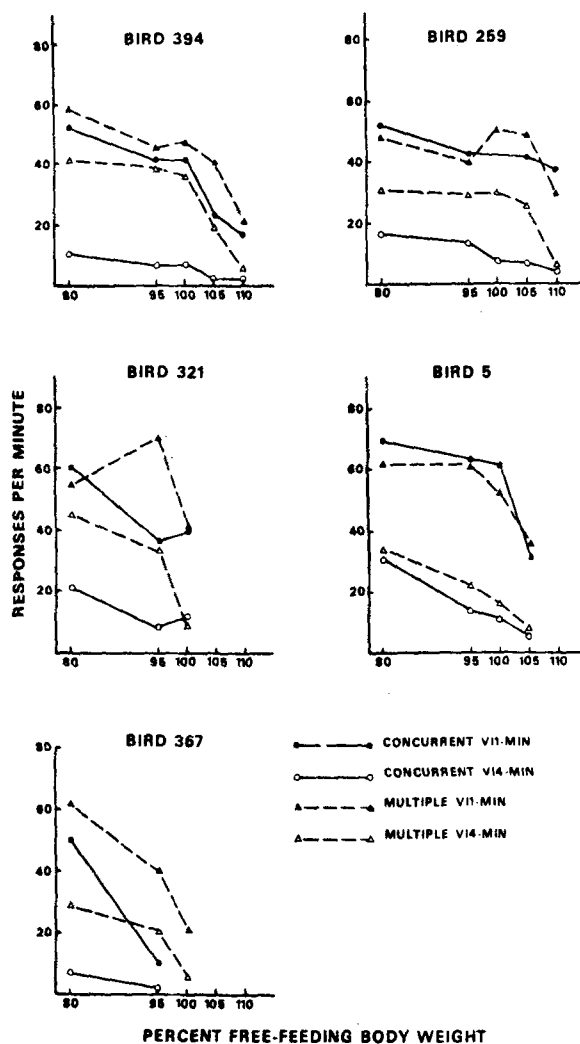 BIRD 394
80
60
40
20
80 95 100 105 110
BIRD 259
80
60
40
20
80 95 100 105 110
BIRD 321
80
60
40
20
80 95 100 105 110
BIRD 5
80
60
40
20
80 95 100 105 110
RESPONSES PER MINUTE
BIRD 367
80
60
40
20
80 95 100 105 110
CONCURRENT VI1-MIN
CONCURRENT VI4-MIN
MULTIPLE VI1-MIN
MULTIPLE VI4-MIN
PERCENT FREE-FEEDING BODY WEIGHT